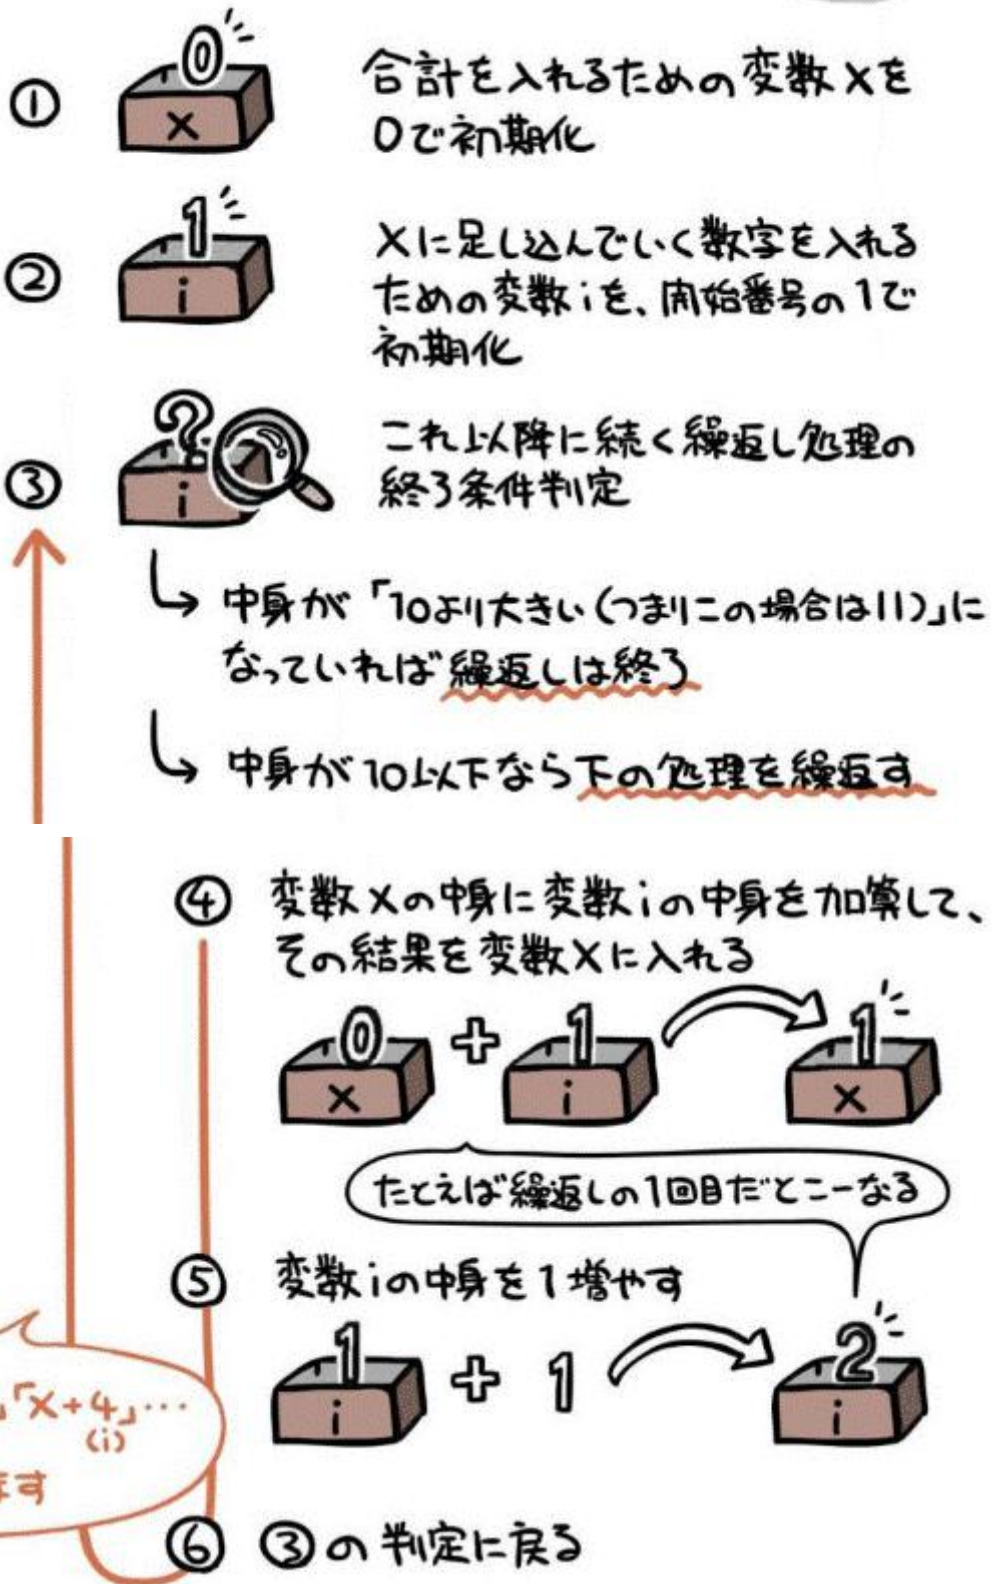 ① 0 x 合計を入れるための変数xを
0で初期化
② 1 i xに足し込んでいく数字を入れる
ための変数iを、開始番号の1で
初期化
③ ? i これ以降に続く繰返し処理の
終了条件判定
中身が「10より大きい(つまりこの場合は11)」に
なっていれば繰返しは終了
中身が10以下なら下の処理を繰返す
④ 変数xの中身に変数iの中身を加算して、
その結果を変数xに入れる
0 + 1 1
x i x
たとえば繰返しの1回目だとこーなる
⑤ 変数iの中身を1増やす
1 + 1 2
i i
」「x+4」…
(i)
ます
⑥ ③の判定に戻る